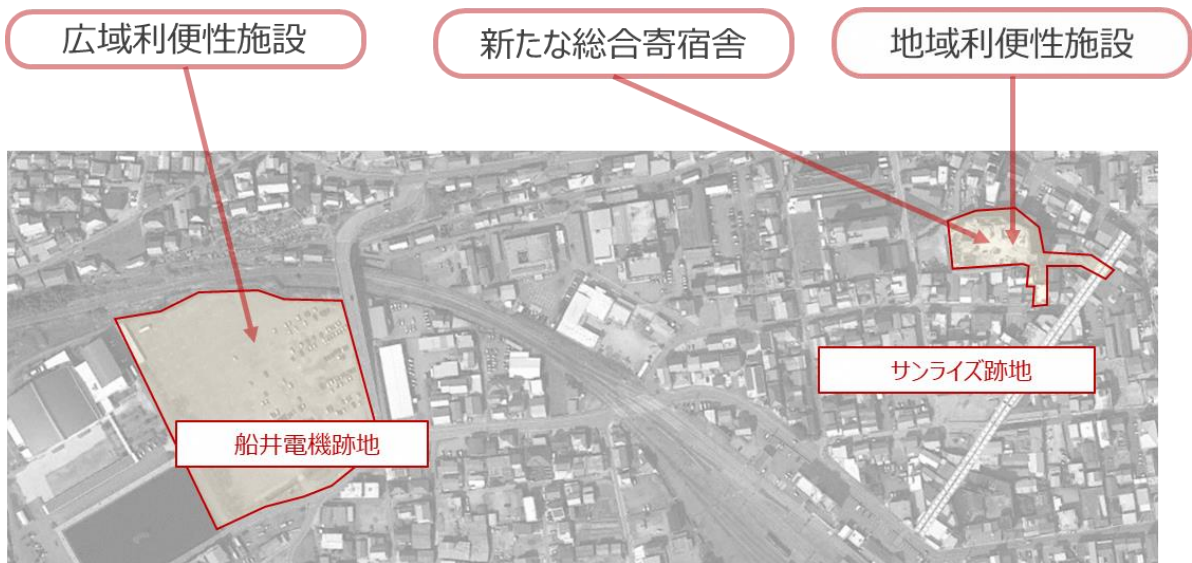 広域利便性施設
新たな総合寄宿舎
地域利便性施設
サンライズ跡地
船井電機跡地